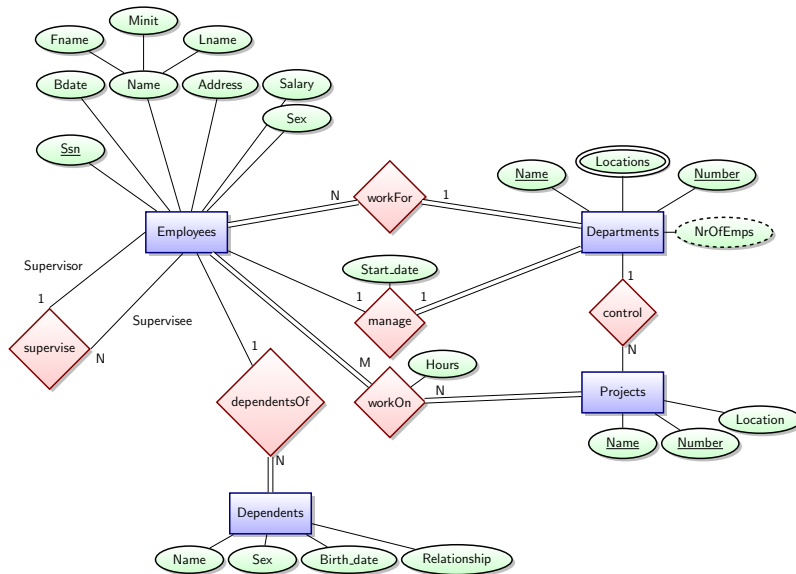 Minit
Fname
Lname
Bdate
Name
Address
Salary
Sex
Ssn
Locations
Name
Number
N
workFor
1
Employees
Departments
NrOfEmps
Supervisor
Start_date
1
1
1
1
manage
control
Supervisee
supervise
N
1
M
N
Hours
dependentsOf
workOn
N
Projects
Location
Name
Number
N
Dependents
Name
Sex
Birth_date
Relationship